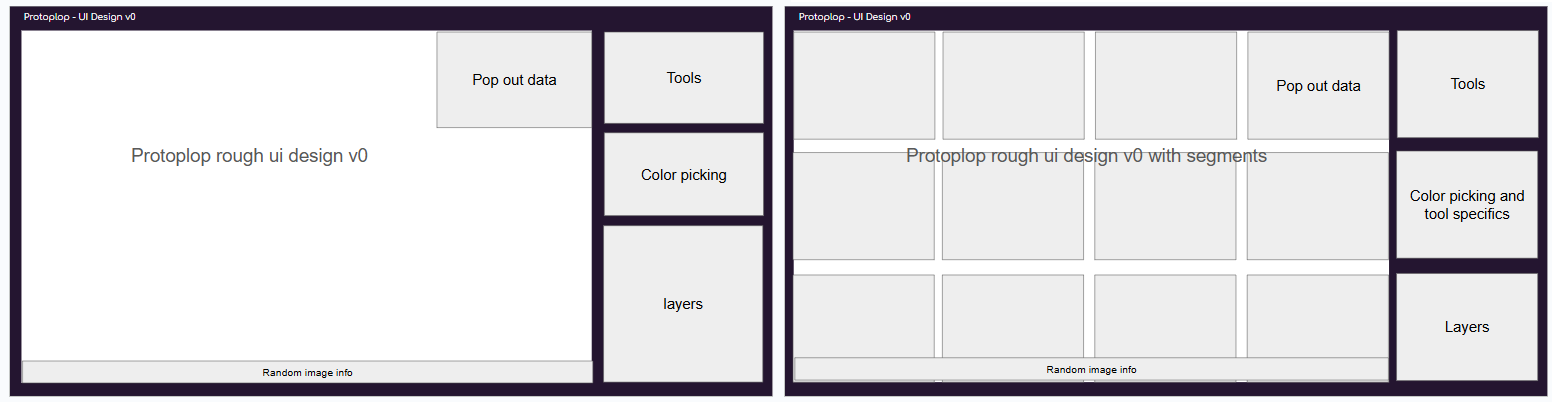 Protoplop - UI Design v0
Pop out data
Tools
Protoplop rough ui design v0
Color picking
layers
Random image info
Protoplop - UI Design v0
Pop out data
Tools
Protoplop rough ui design v0 with segments
Color picking and
tool specifics
Layers
Random image info